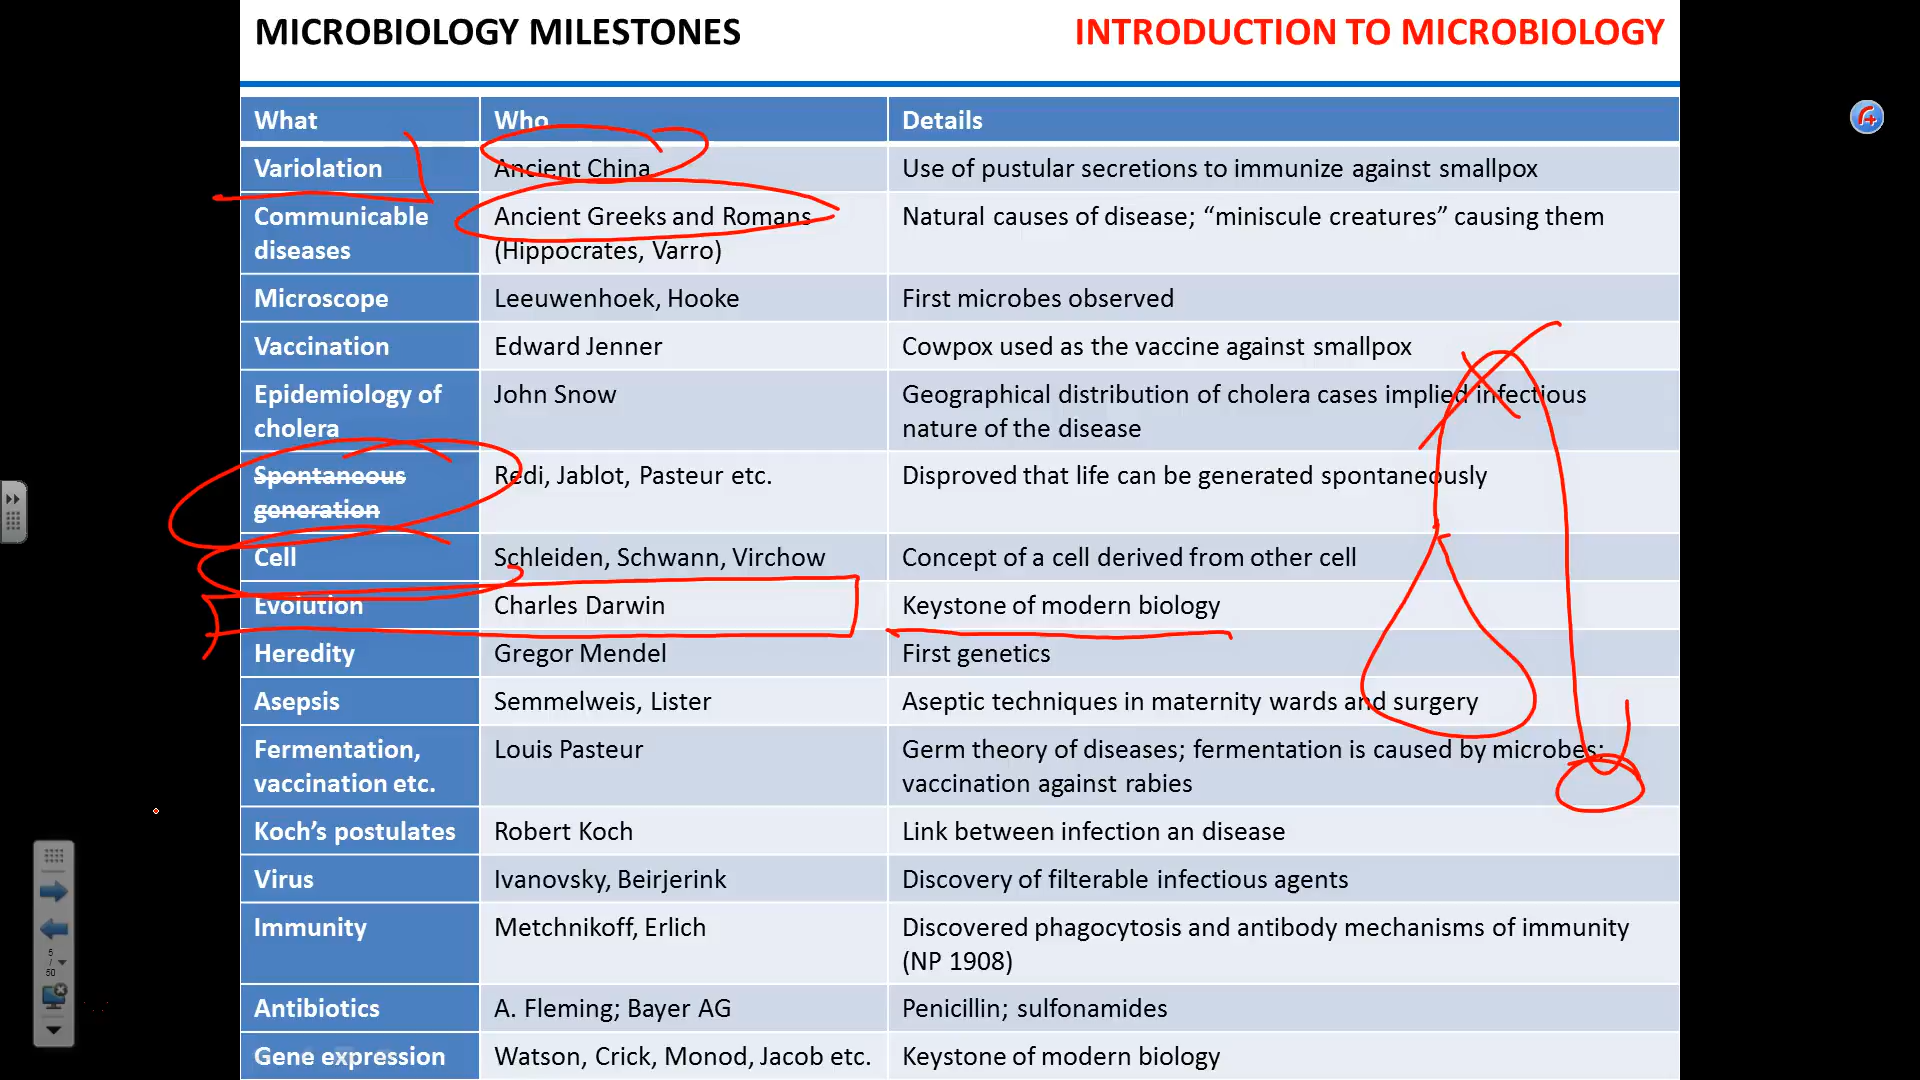 MICROBIOLOGY MILESTONES
INTRODUCTION TO MICROBIOLOGY
What Who Details
Variolation Ancient China Use of pustular secretions to immunize against smallpox
Communicable Ancient Greeks and Romans Natural causes of disease; “miniscule creatures” causing them
diseases (Hippocrates, Varro)
Microscope Leeuwenhoek, Hooke First microbes observed
Vaccination Edward Jenner Cowpox used as the vaccine against smallpox
Epidemiology of John Snow Geographical distribution of cholera cases implied infectious
cholera nature of the disease
Spontaneous Redi, Jablot, Pasteur etc. Disproved that life can be generated spontaneously
generation
Cell Schleiden, Schwann, Virchow Concept of a cell derived from other cell
Evolution Charles Darwin Keystone of modern biology
Heredity Gregor Mendel First genetics
Asepsis Semmelweis, Lister Aseptic techniques in maternity wards and surgery
Fermentation, Louis Pasteur Germ theory of diseases; fermentation is caused by microbes;
vaccination etc. vaccination against rabies
Koch’s postulates Robert Koch Link between infection an disease
Virus Ivanovsky, Beirjerink Discovery of filterable infectious agents
Immunity Metchnikoff, Erlich Discovered phagocytosis and antibody mechanisms of immunity
(NP 1908)
Antibiotics A. Fleming; Bayer AG Penicillin; sulfonamides
Gene expression Watson, Crick, Monod, Jacob etc. Keystone of modern biology
5
/
50